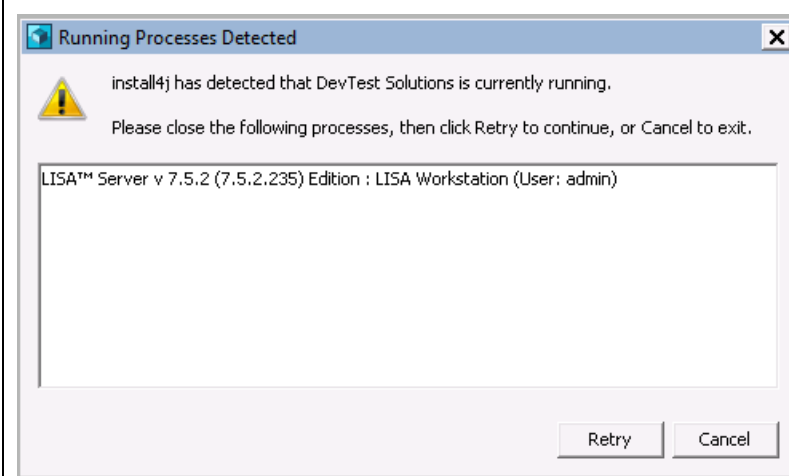 Running Processes Detected
install4j has detected that DevTest Solutions is currently running.
Please close the following processes, then click Retry to continue, or Cancel to exit.
LISA™ Server v 7.5.2 (7.5.2.235) Edition : LISA Workstation (User: admin)
Retry
Cancel